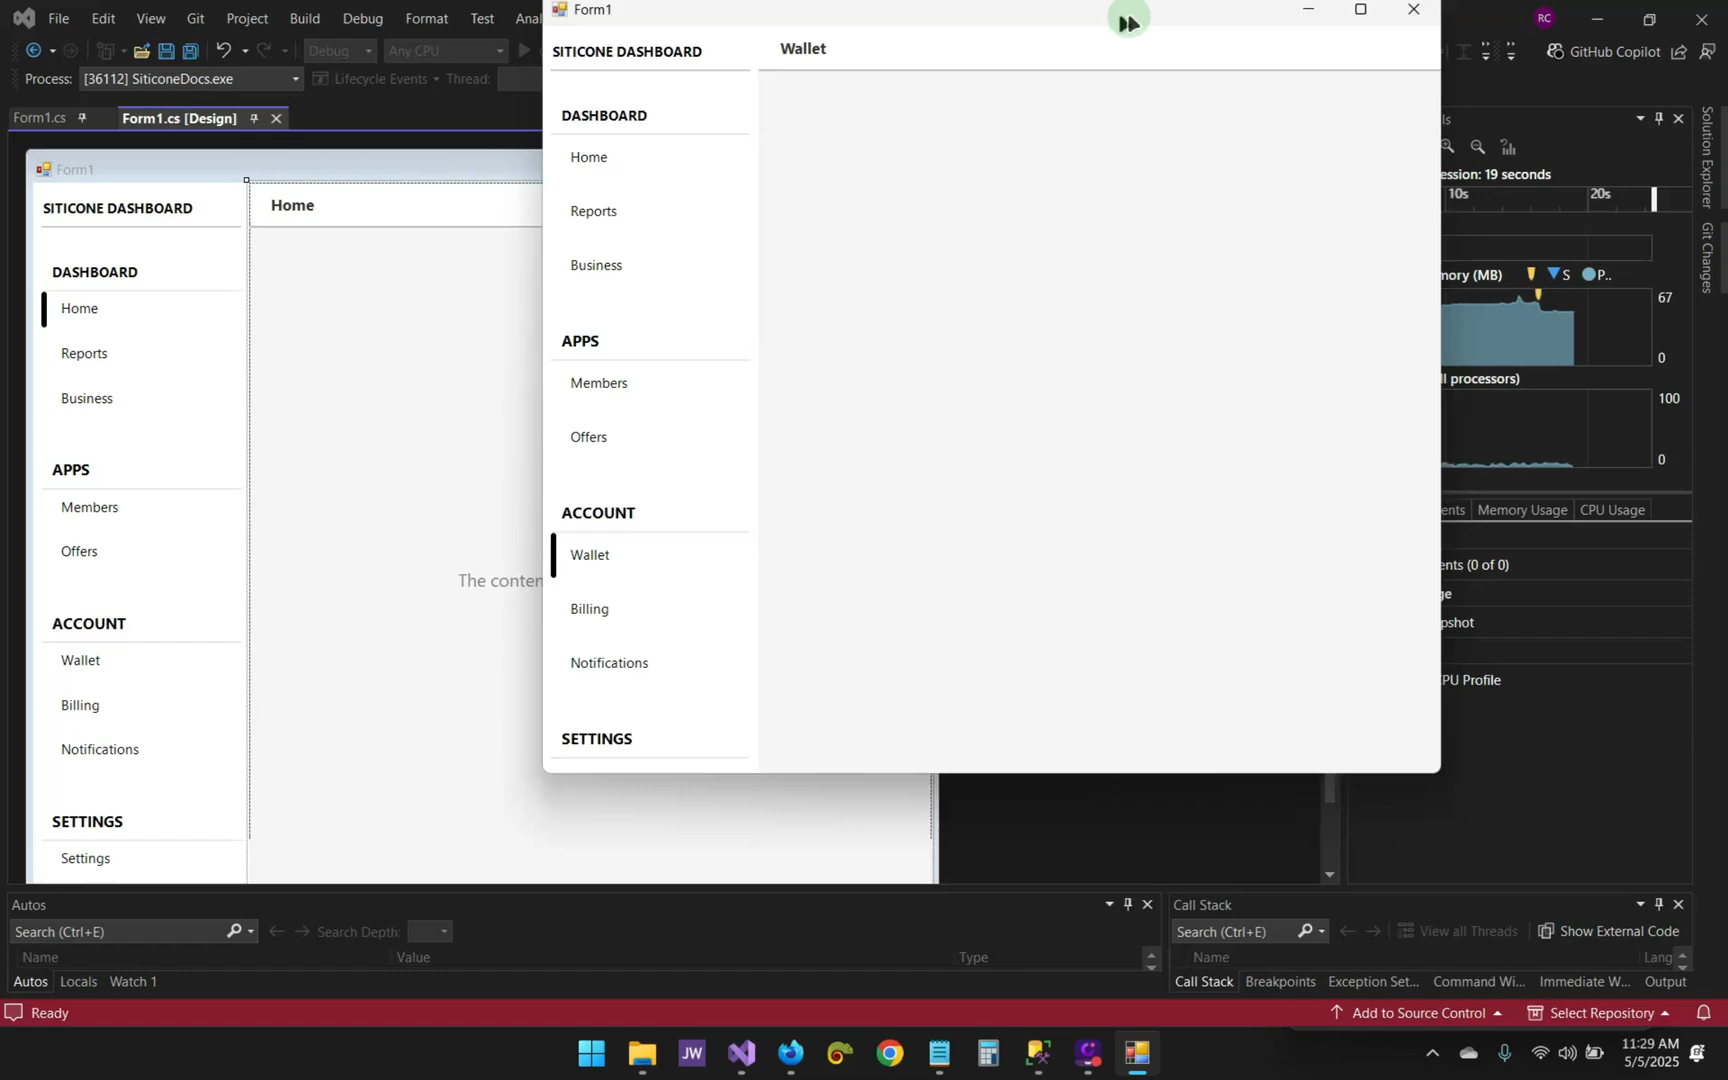 File Edit View Git Project Build Debug Format Test Anal
Form1
RC
Debug Any CPU
GitHub Copilot
Process: [36112] SiticoneDocs.exe Lifecycle Events Thread:
Form1.cs Form1.cs [Design]
Form1
SITICONE DASHBOARD
Home
DASHBOARD
Home
Reports
Business
APPS
Members
Offers
The conten
ACCOUNT
Wallet
Billing
Notifications
SETTINGS
Settings
SITICONE DASHBOARD
Wallet
DASHBOARD
Home
Reports
Business
APPS
Members
Offers
ACCOUNT
Wallet
Billing
Notifications
SETTINGS
ls
ession: 19 seconds
10s 20s
mory (MB) S P..
67
0
ll processors)
100
0
ents Memory Usage CPU Usage
ents (0 of 0)
ge
pshot
CPU Profile
Solution Explorer
Git Changes
Autos
Search (Ctrl+E) Search Depth:
Name Value Type
Autos Locals Watch 1
Call Stack
Search (Ctrl+E) View all Threads Show External Code
Name Lang
Call Stack Breakpoints Exception Set... Command Wi... Immediate W... Output
Ready
Add to Source Control Select Repository
JW
11:29 AM
5/5/2025